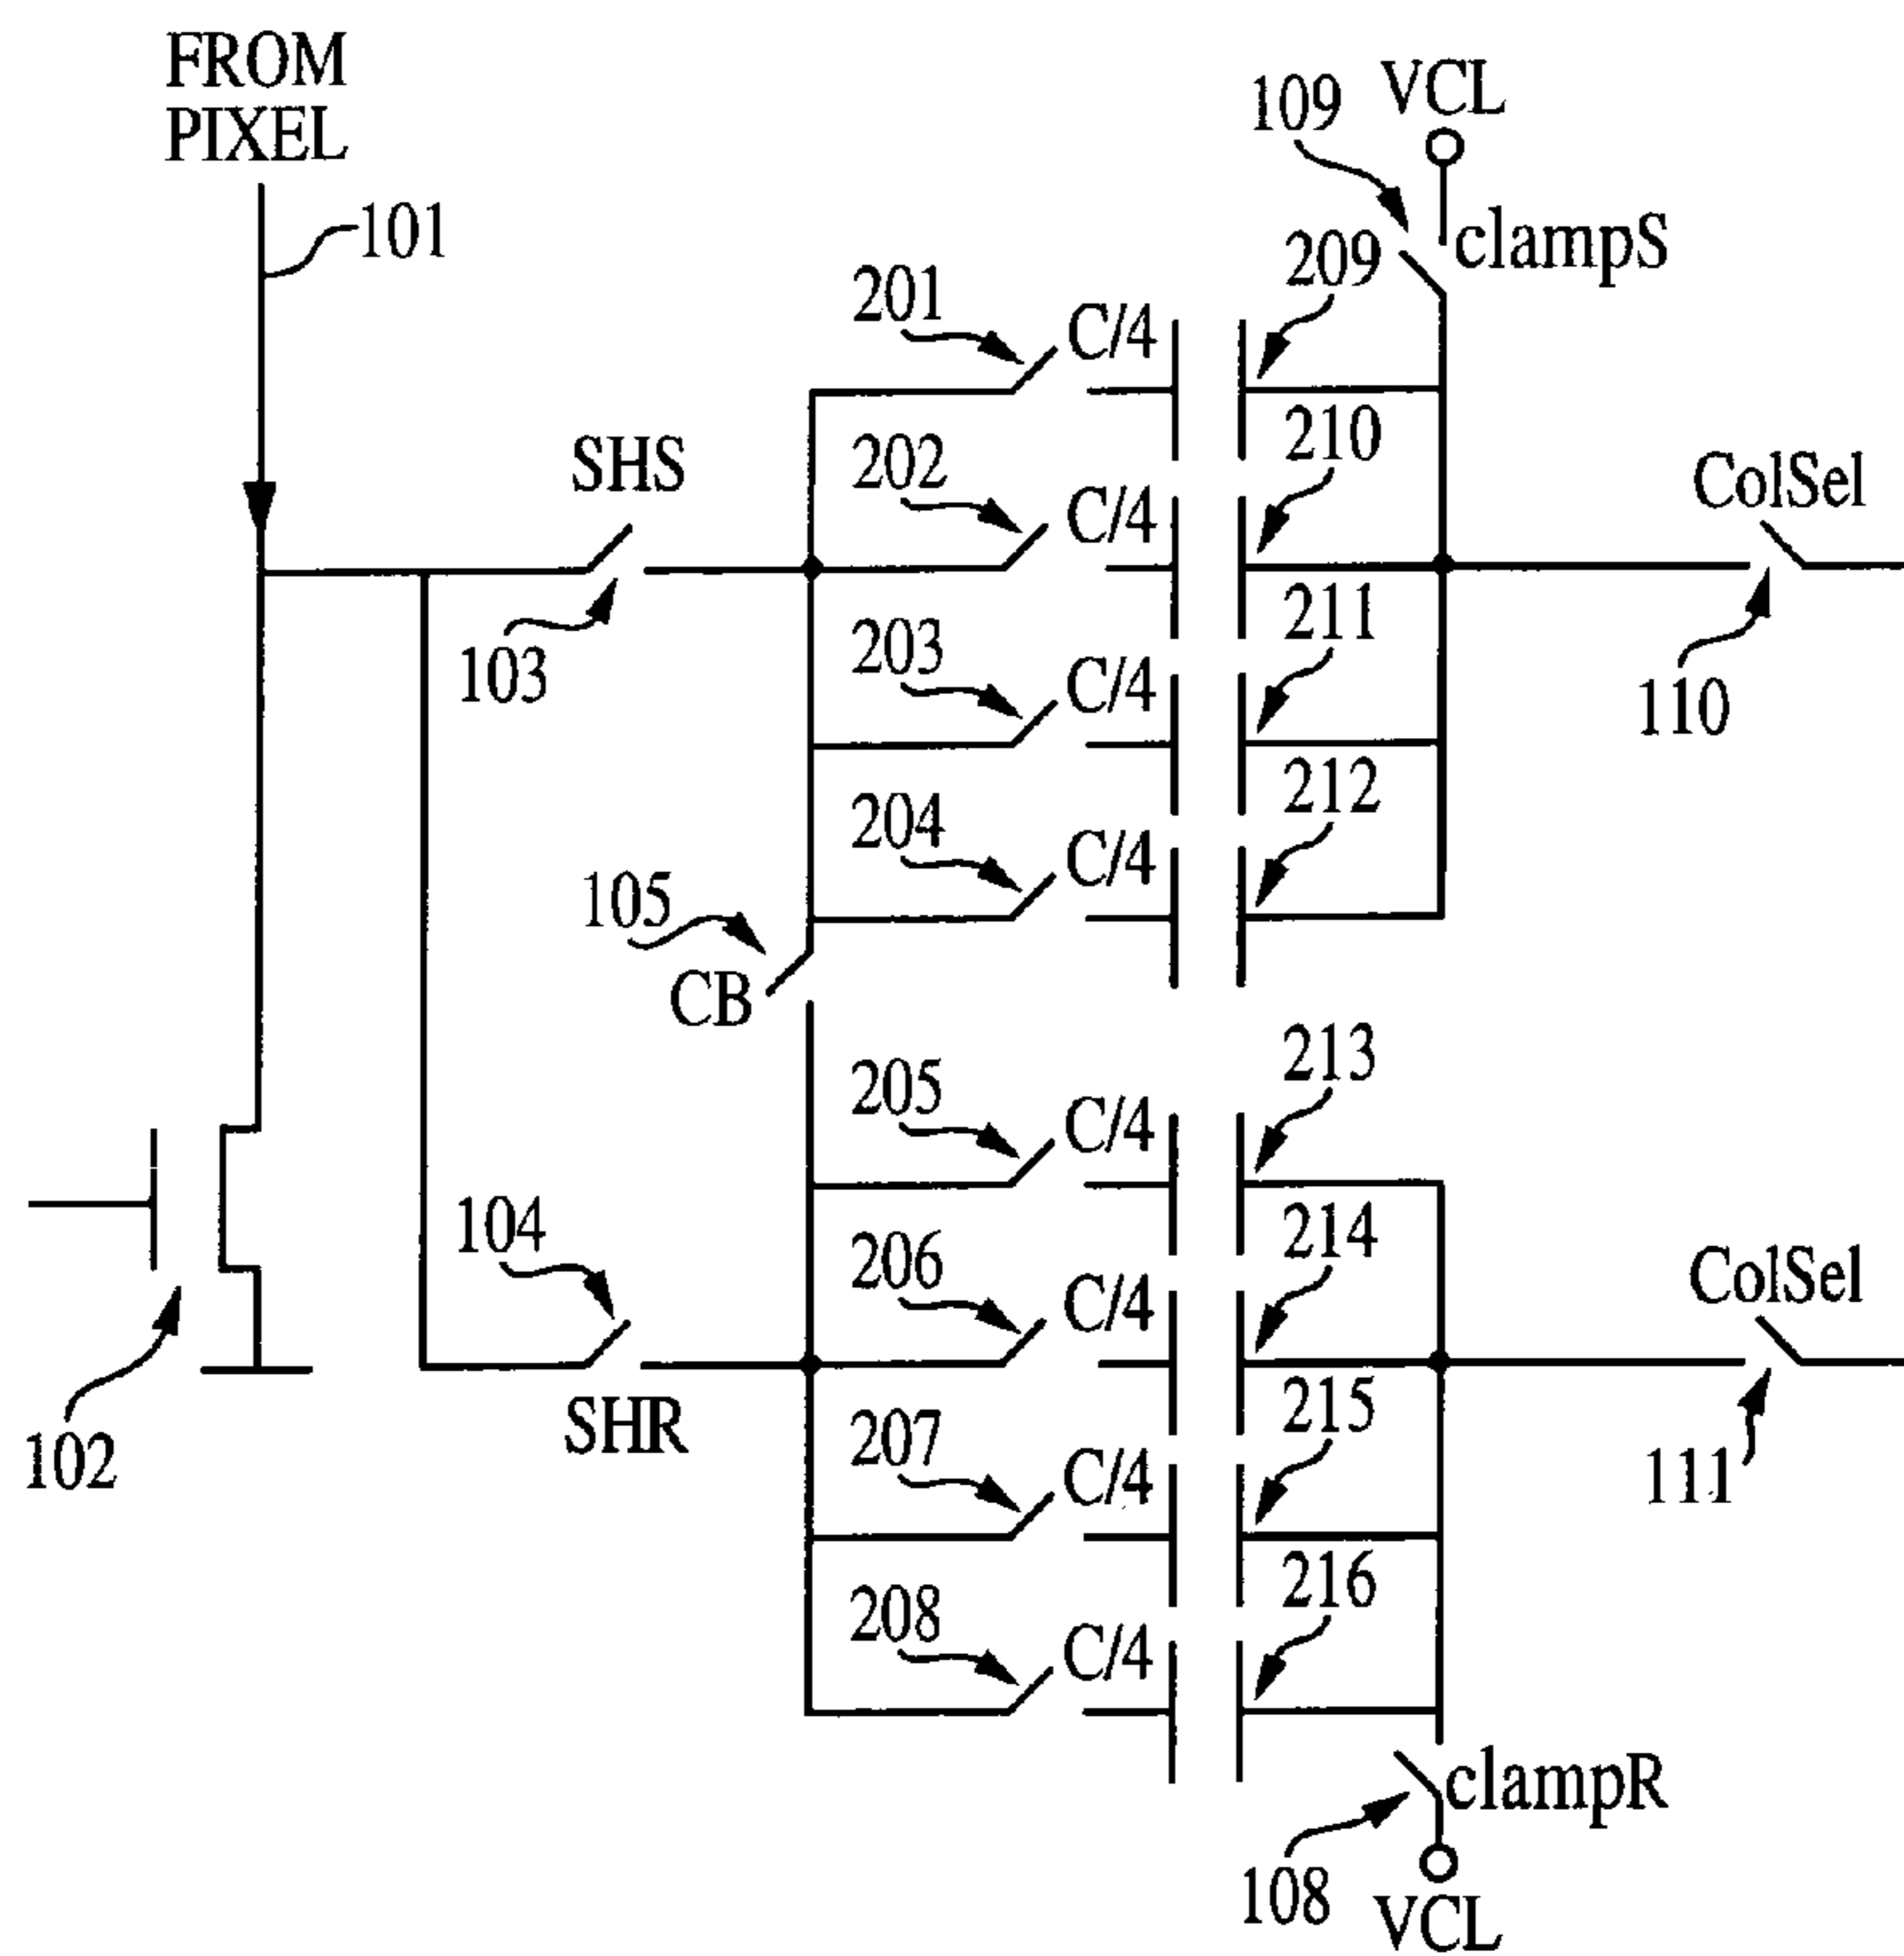 FROM
PIXEL
101
109
VCL
clampS
201
C/4
209
SHS
202
C/4
210
ColSel
103
203
C/4
211
110
204
C/4
212
105
CB
205
C/4
213
104
206
C/4
214
ColSel
SHR
102
207
C/4
215
111
208
C/4
216
clampR
108
VCL